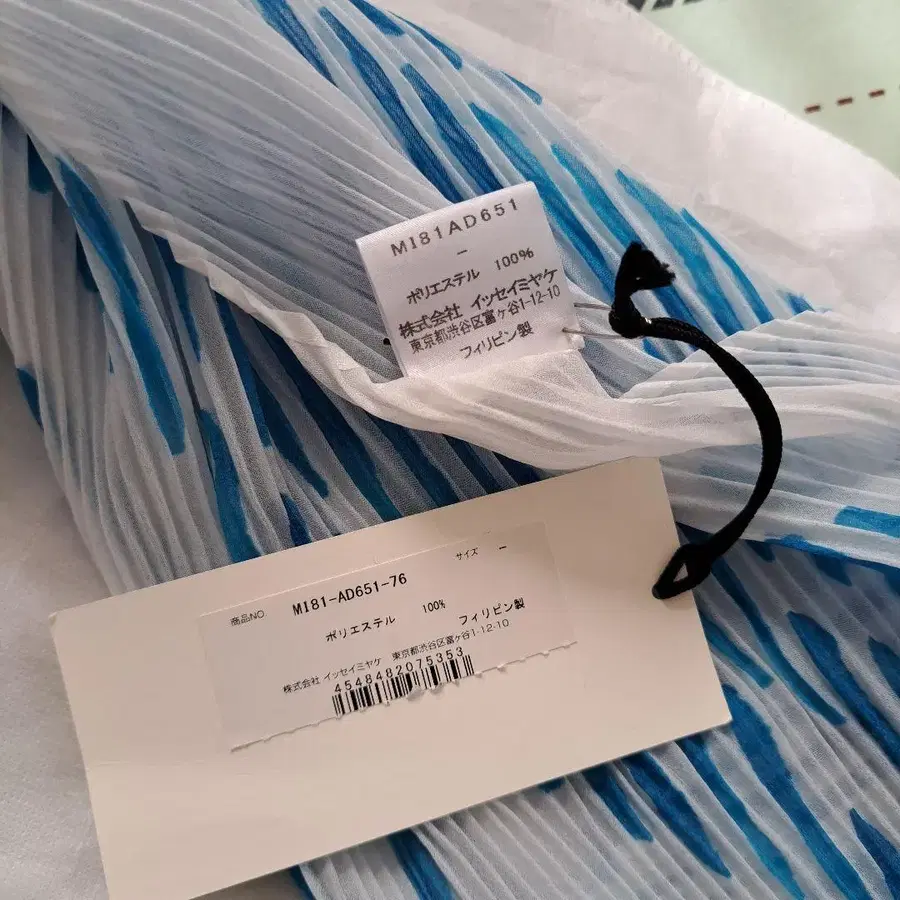 MI81AD651
-
ポリエステル 100%
株式会社 イッセイミヤケ
東京都渋谷区富ヶ谷1-12-10
フィリピン製
サイズ -
商品NO MI81-AD651-76
ポリエステル 100% フィリピン製
株式会社 イッセイミヤケ 東京都渋谷区富ヶ谷1-12-10
4548482075353